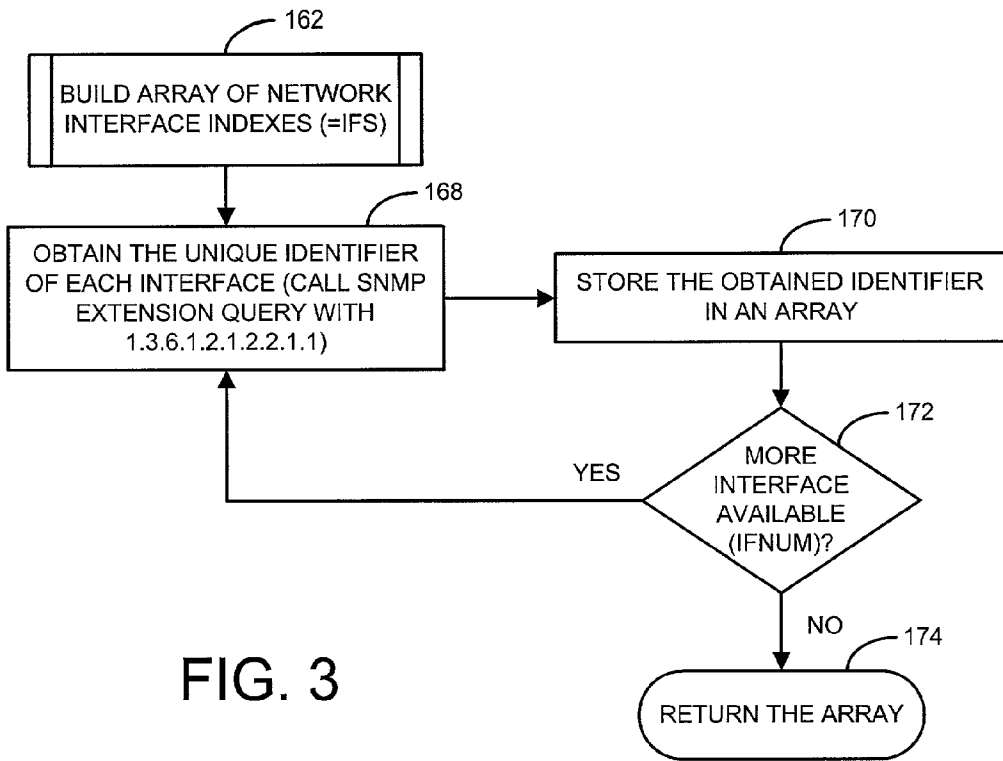 162
BUILD ARRAY OF NETWORK
INTERFACE INDEXES (=IFS)
168
OBTAIN THE UNIQUE IDENTIFIER
OF EACH INTERFACE (CALL SNMP
EXTENSION QUERY WITH
1.3.6.1.2.1.2.2.1.1)
170
STORE THE OBTAINED IDENTIFIER
IN AN ARRAY
172
MORE
INTERFACE
AVAILABLE
(IFNUM)?
YES
NO
174
RETURN THE ARRAY
FIG. 3